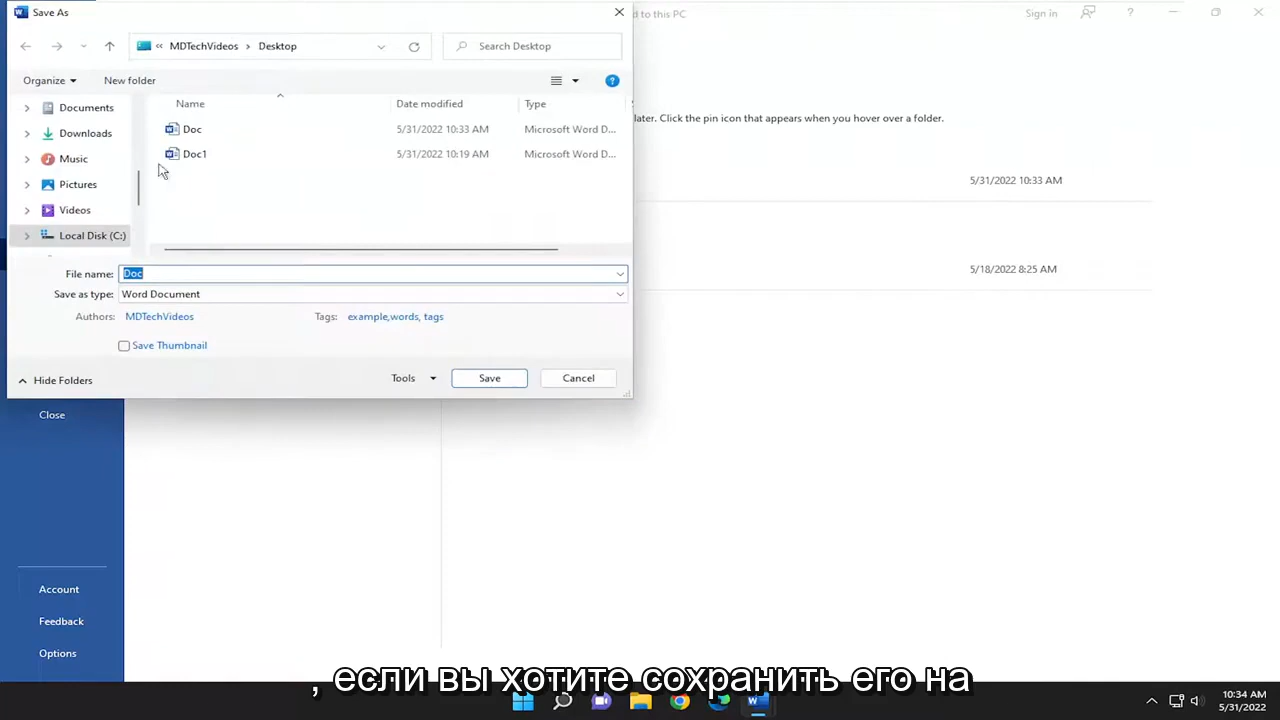 Save As
d to this PC
Sign in
?
MDTechVideos
Desktop
Search Desktop
Organize
New folder
?
Name
Date modified
Type
Documents
Downloads
Music
Pictures
Videos
Local Disk (C:)
Doc
5/31/2022 10:33 AM
Microsoft Word D...
Doc1
5/31/2022 10:19 AM
Microsoft Word D...
later. Click the pin icon that appears when you hover over a folder.
5/31/2022 10:33 AM
5/18/2022 8:25 AM
File name: Doc
Save as type: Word Document
Authors: MDTechVideos
Tags: example,words, tags
Save Thumbnail
Hide Folders
Tools
Save
Cancel
Close
Account
Feedback
Options
, если вы хотите сохранить его на
10:34 AM
5/31/2022